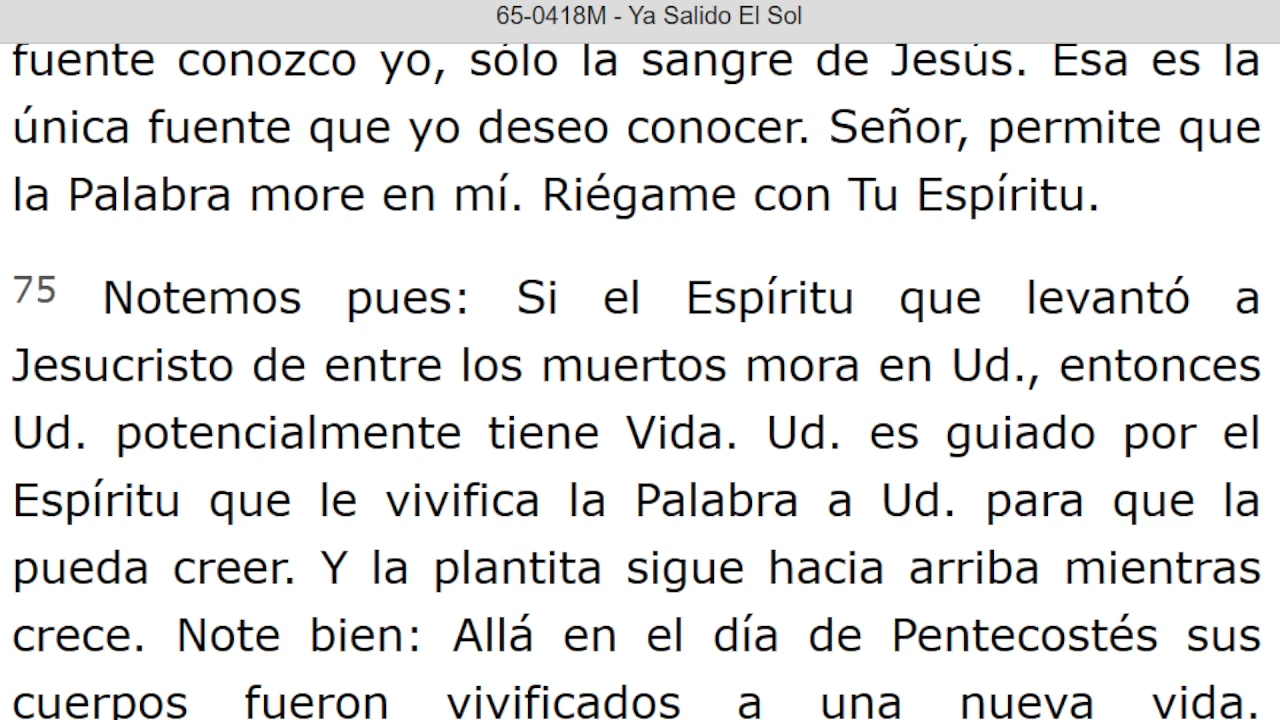 65-0418M - Ya Salido El Sol
fuente conozco yo, sólo la sangre de Jesús. Esa es la
única fuente que yo deseo conocer. Señor, permite que
la Palabra more en mí. Riégame con Tu Espíritu.
75 Notemos pues: Si el Espíritu que levantó a
Jesucristo de entre los muertos mora en Ud., entonces
Ud. potencialmente tiene Vida. Ud. es guiado por el
Espíritu que le vivifica la Palabra a Ud. para que la
pueda creer. Y la plantita sigue hacia arriba mientras
crece. Note bien: Allá en el día de Pentecostés sus
cuerpos fueron vivificados a una nueva vida.